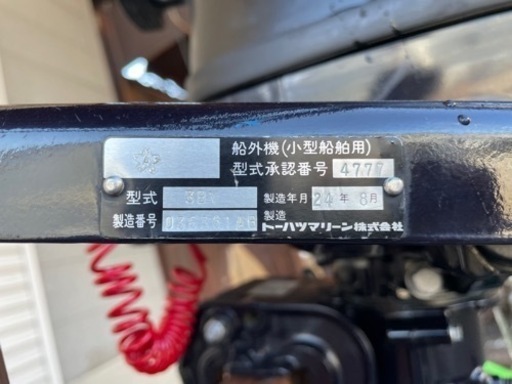 船外機(小型船舶用)
型式承認番号 4777
型式
製造年月 24年 8月
製造番号
製造
トーハツマリーン株式会社